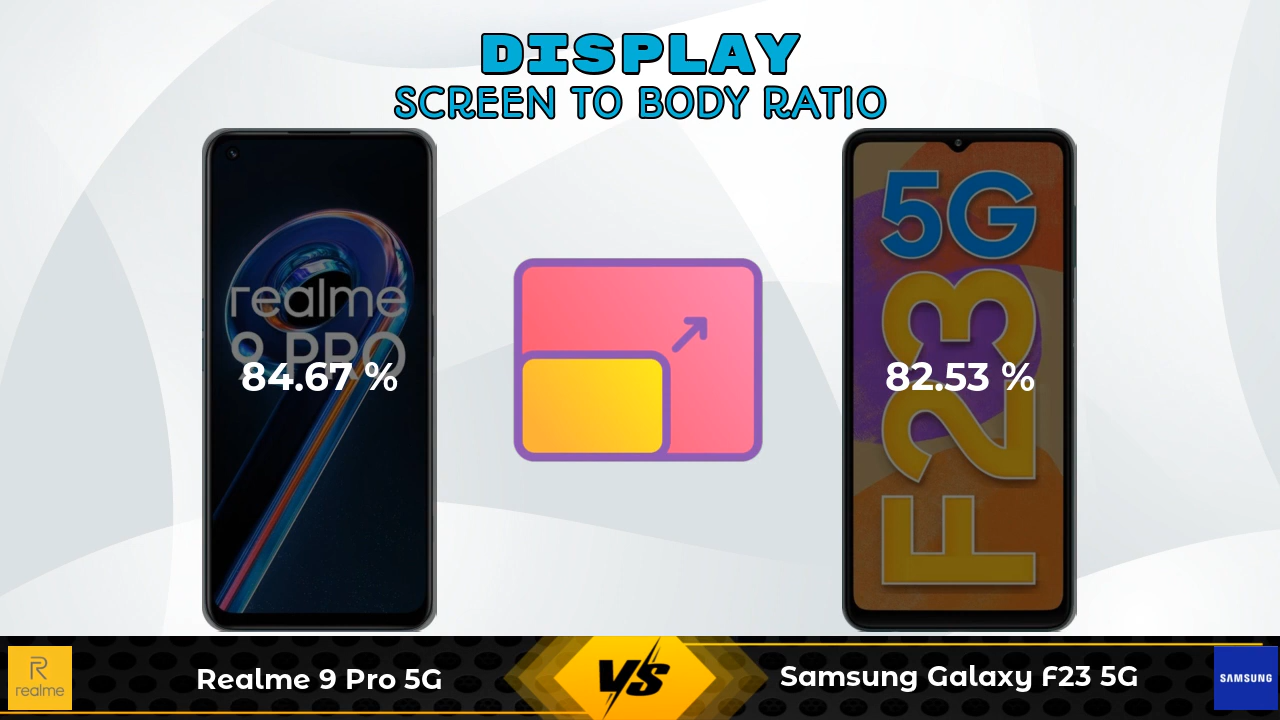 DISPLAY
SCREEN TO BODY RATIO
realme
9 PRO
84.67 %
5G
F23
82.53 %
R
realme
Realme 9 Pro 5G
VS
Samsung Galaxy F23 5G
SAMSUNG